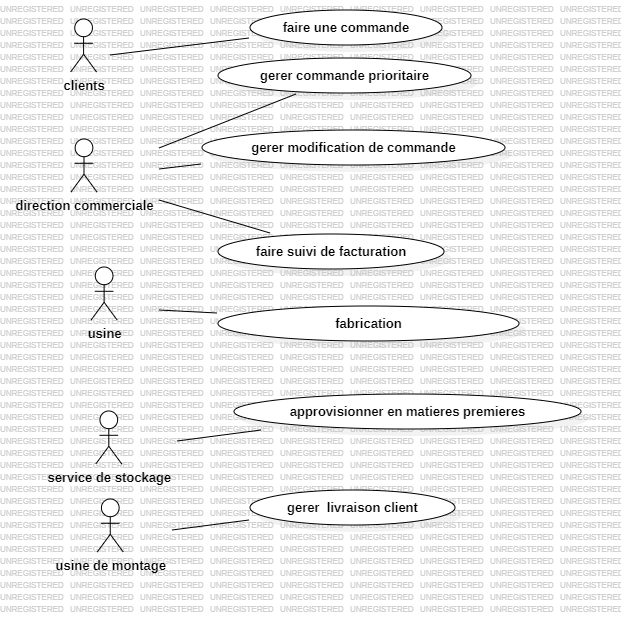 faire une commande
gerer commande prioritaire
clients
gerer modification de commande
direction commerciale
faire suivi de facturation
usine
fabrication
approvisionner en matieres premieres
service de stockage
gerer livraison client
usine de montage
UNREGISTERED